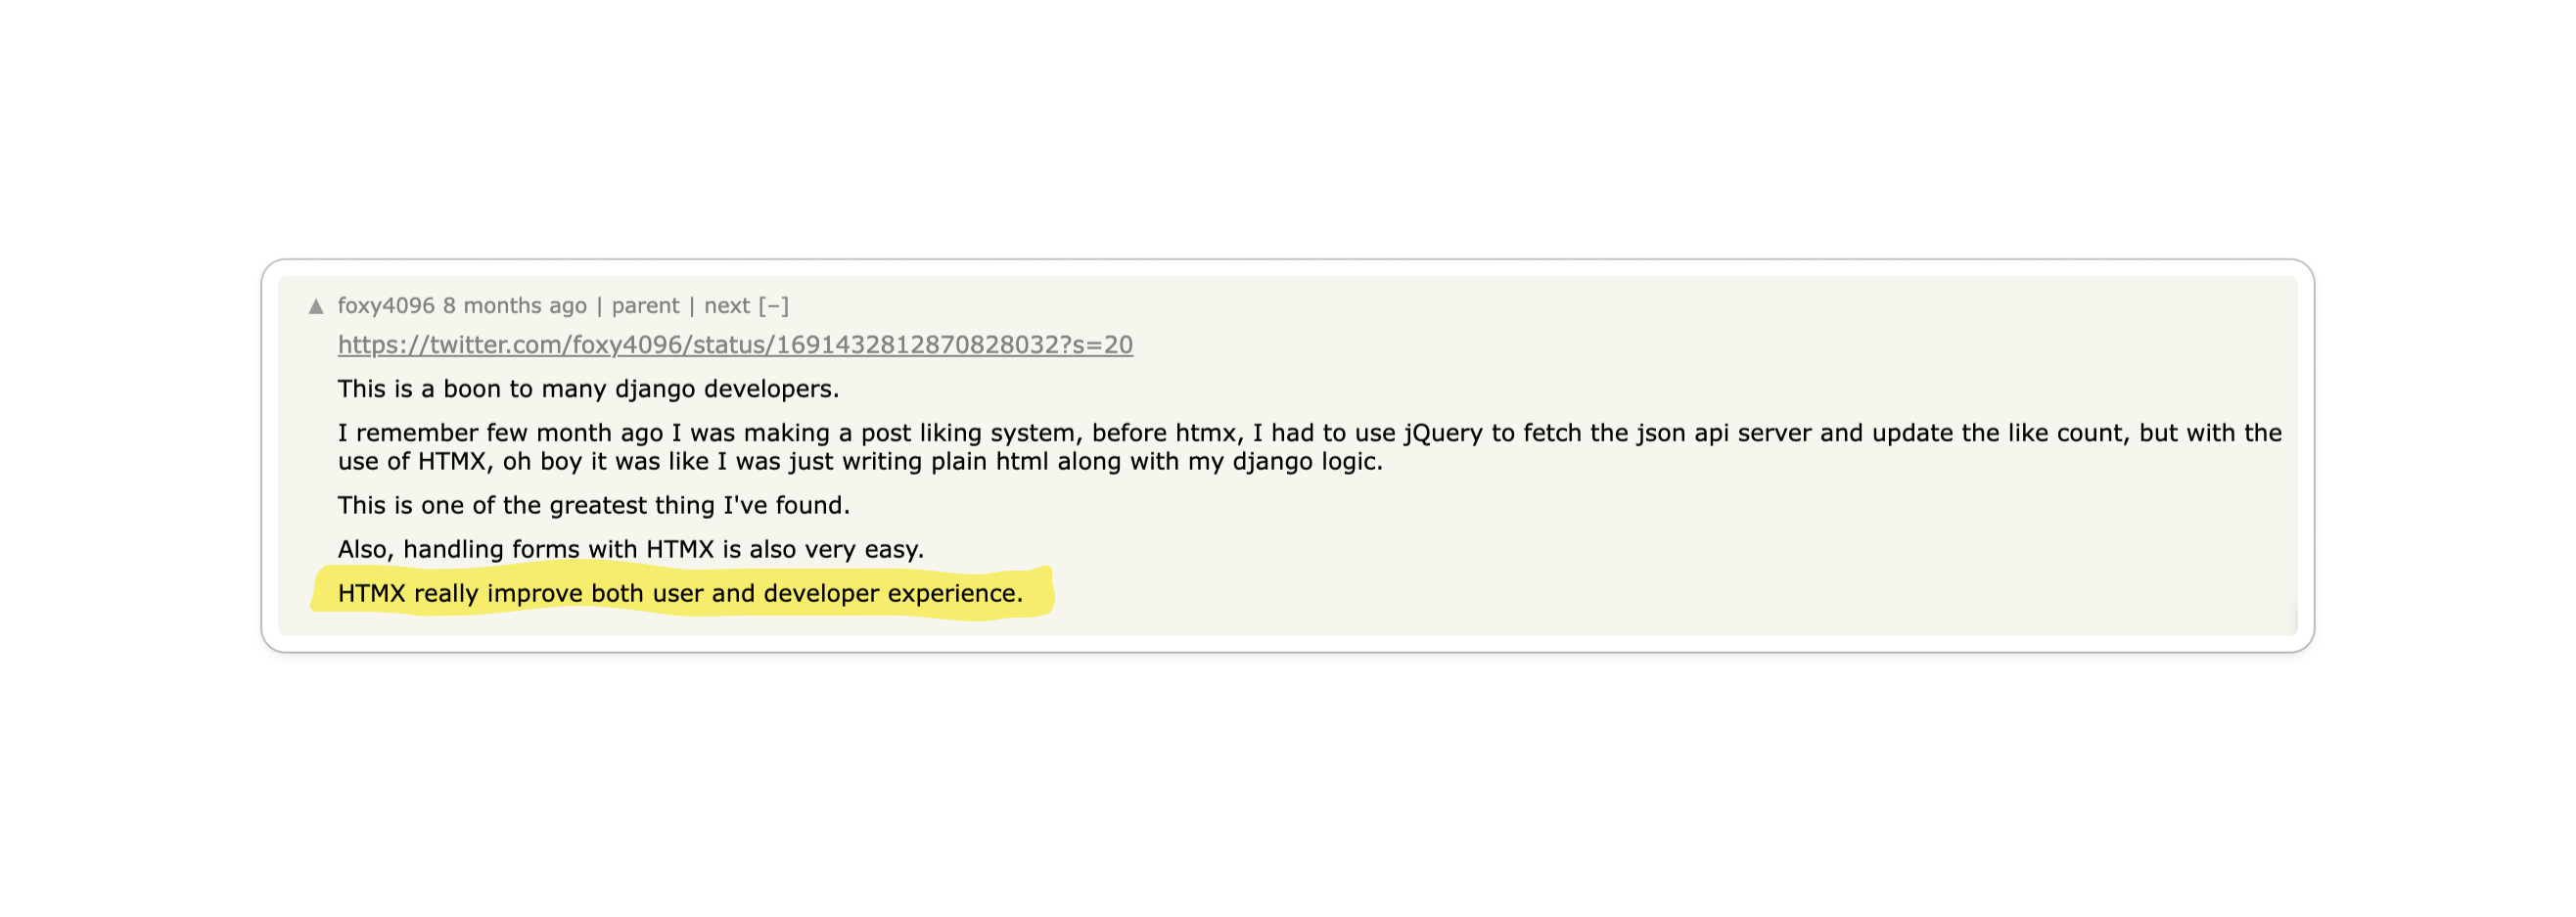 ▲ foxy4096 8 months ago | parent | next [–]
https://twitter.com/foxy4096/status/1691432812870828032?s=20
This is a boon to many django developers.
I remember few month ago I was making a post liking system, before htmx, I had to use jQuery to fetch the json api server and update the like count, but with the
use of HTMX, oh boy it was like I was just writing plain html along with my django logic.
This is one of the greatest thing I've found.
Also, handling forms with HTMX is also very easy.
HTMX really improve both user and developer experience.